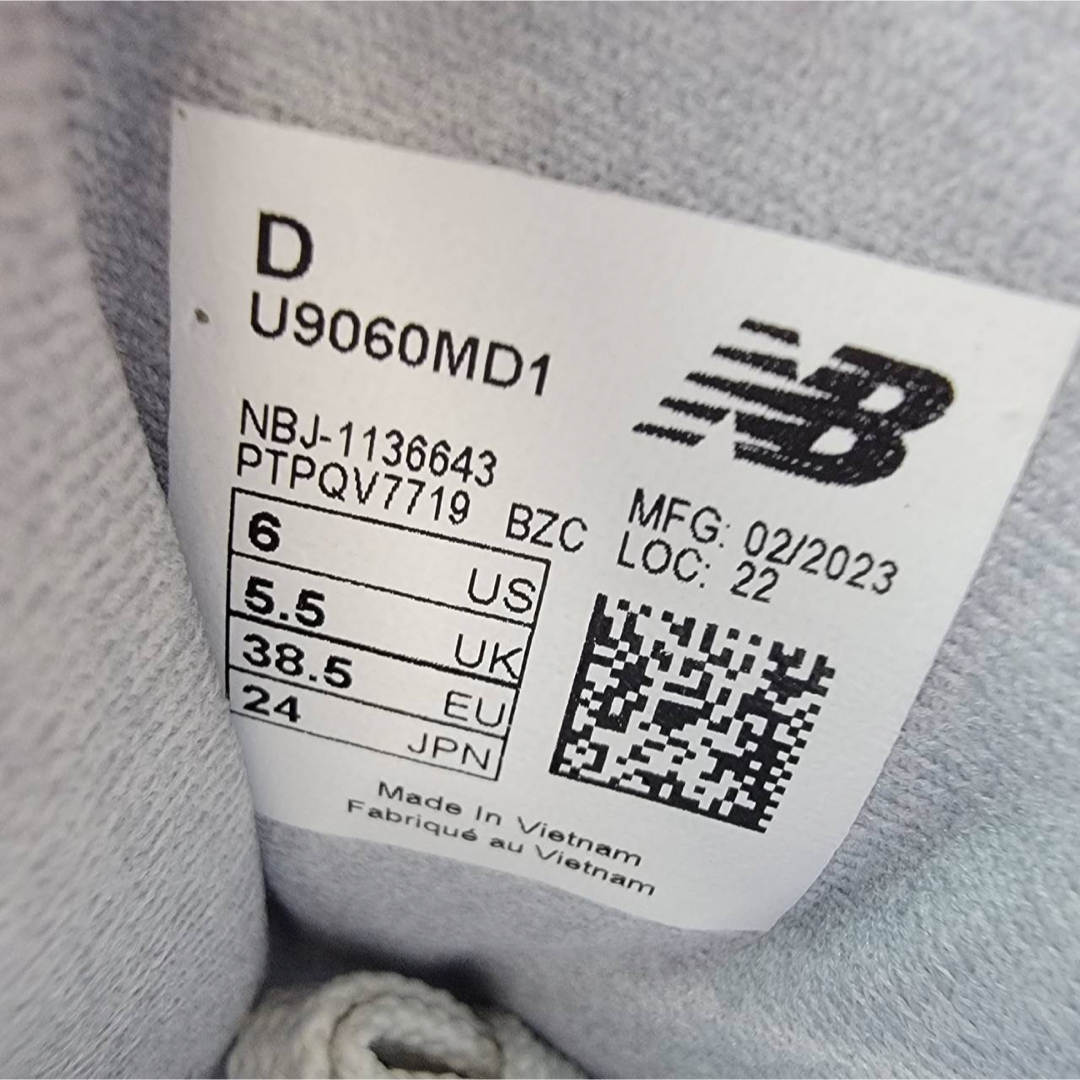 D
U9060MD1
NB
NBJ-1136643
PTPQV7719 BZC
MFG: 02/2023
LOC: 22
6 US
5.5 UK
38.5 EU
24 JPN
Made In Vietnam
Fabriqué au Vietnam